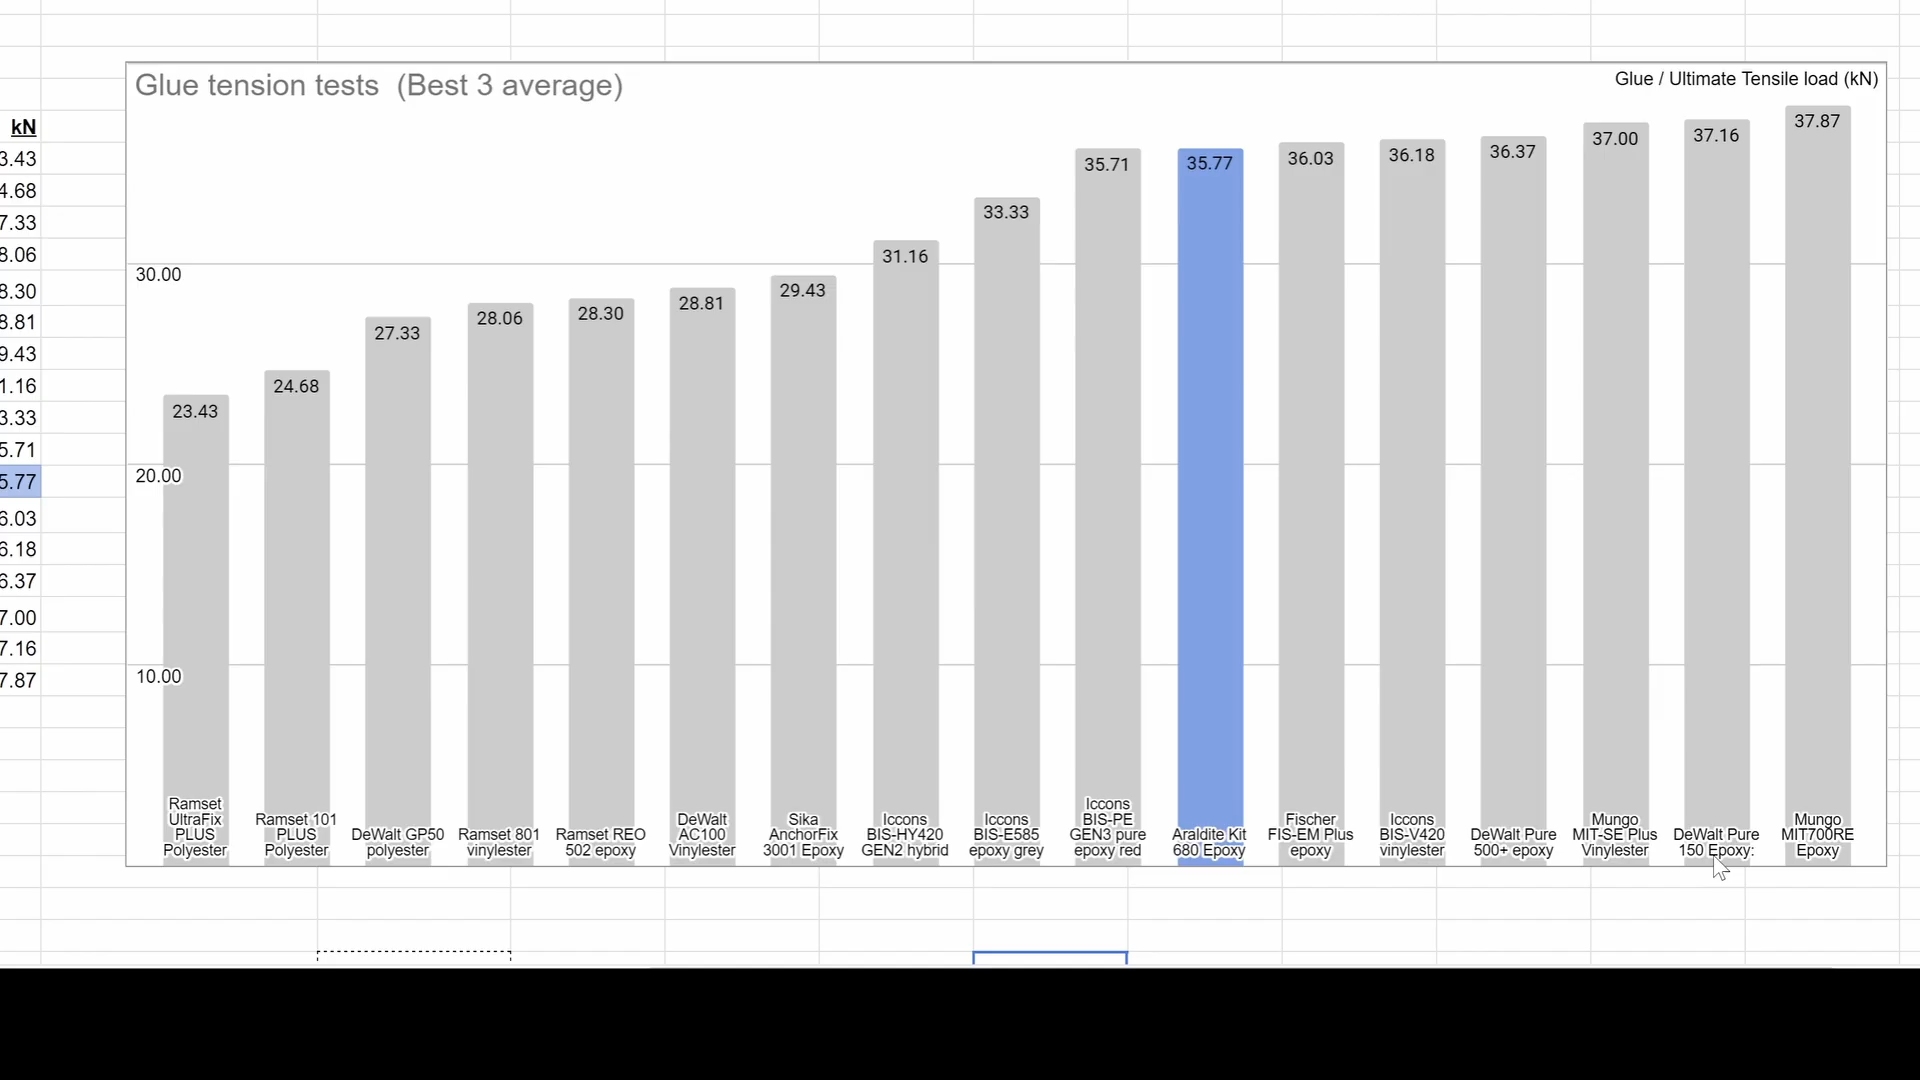 Glue tension tests (Best 3 average)
Glue / Ultimate Tensile load (kN)
kN
3.43
4.68
7.33
8.06
8.30
8.81
9.43
1.16
3.33
5.71
5.77
6.03
6.18
6.37
7.00
7.16
7.87
30.00
20.00
10.00
23.43
24.68
27.33
28.06
28.30
28.81
29.43
31.16
33.33
35.71
35.77
36.03
36.18
36.37
37.00
37.16
37.87
Ramset
UltraFix
PLUS
Polyester
Ramset 101
PLUS
Polyester
DeWalt GP50
polyester
Ramset 801
vinylester
Ramset REO
502 epoxy
DeWalt
AC100
Vinylester
Sika
AnchorFix
3001 Epoxy
Iccons
BIS-HY420
GEN2 hybrid
Iccons
BIS-E585
epoxy grey
Iccons
BIS-PE
GEN3 pure
epoxy red
Araldite Kit
680 Epoxy
Fischer
FIS-EM Plus
epoxy
Iccons
BIS-V420
vinylester
DeWalt Pure
500+ epoxy
Mungo
MIT-SE Plus
Vinylester
DeWalt Pure
150 Epoxy:
Mungo
MIT700RE
Epoxy